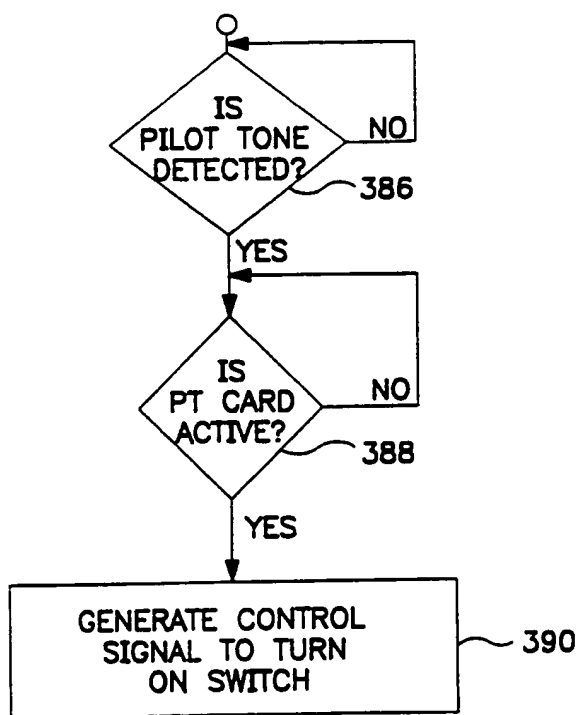 IS
PILOT TONE
DETECTED?
NO
386
YES
IS
PT CARD
ACTIVE?
NO
388
YES
GENERATE CONTROL
SIGNAL TO TURN
ON SWITCH
390